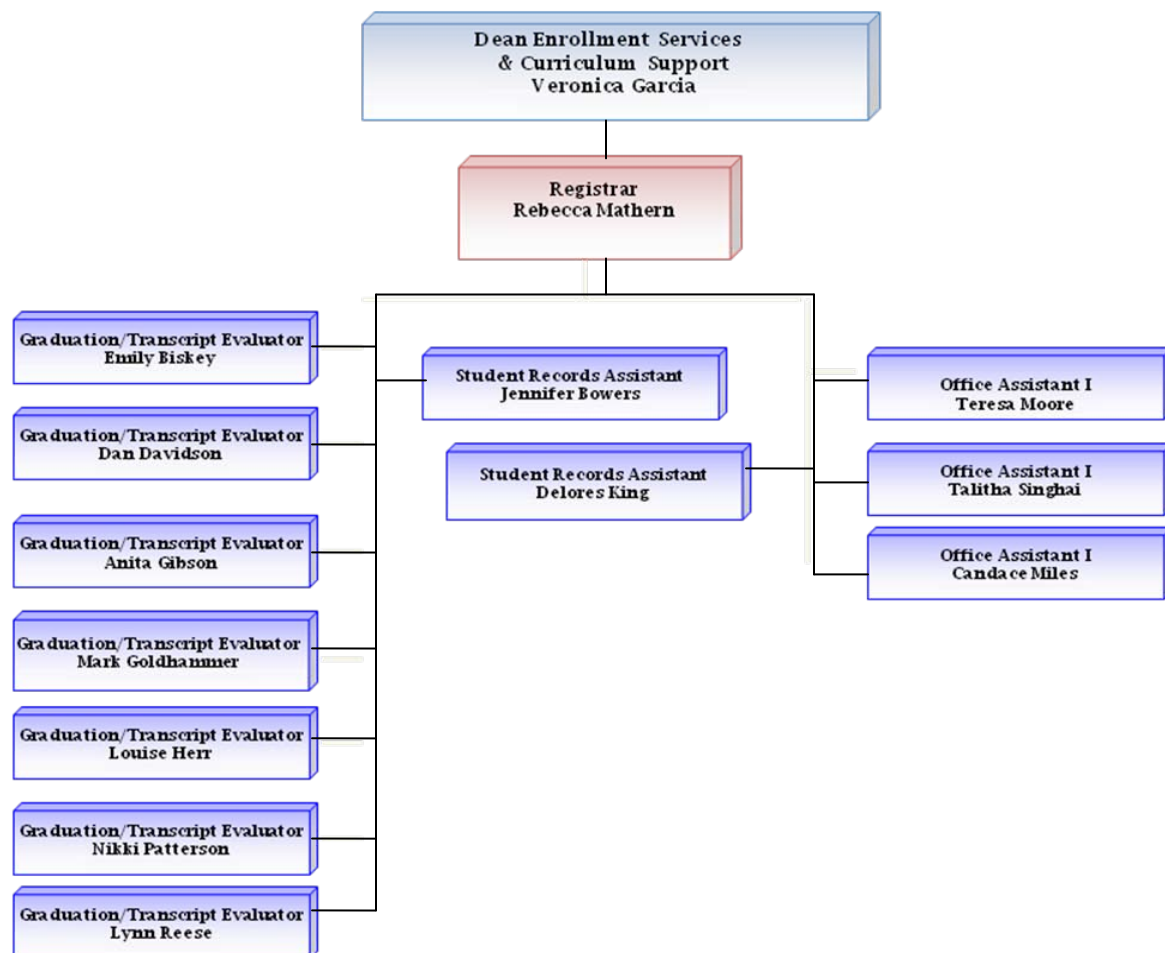 Dean Enrollment Services
& Curriculum Support
Veronica Garcia
Registrar
Rebecca Mathern
Graduation/Transcript Evaluator
Emily Biskey
Graduation/Transcript Evaluator
Dan Davidson
Graduation/Transcript Evaluator
Anita Gibson
Graduation/Transcript Evaluator
Mark Goldhammer
Graduation/Transcript Evaluator
Louise Herr
Graduation/Transcript Evaluator
Nikki Patterson
Graduation/Transcript Evaluator
Lynn Reese
Student Records Assistant
Jennifer Bowers
Student Records Assistant
Delores King
Office Assistant I
Teresa Moore
Office Assistant I
Talitha Singhai
Office Assistant I
Candace Miles